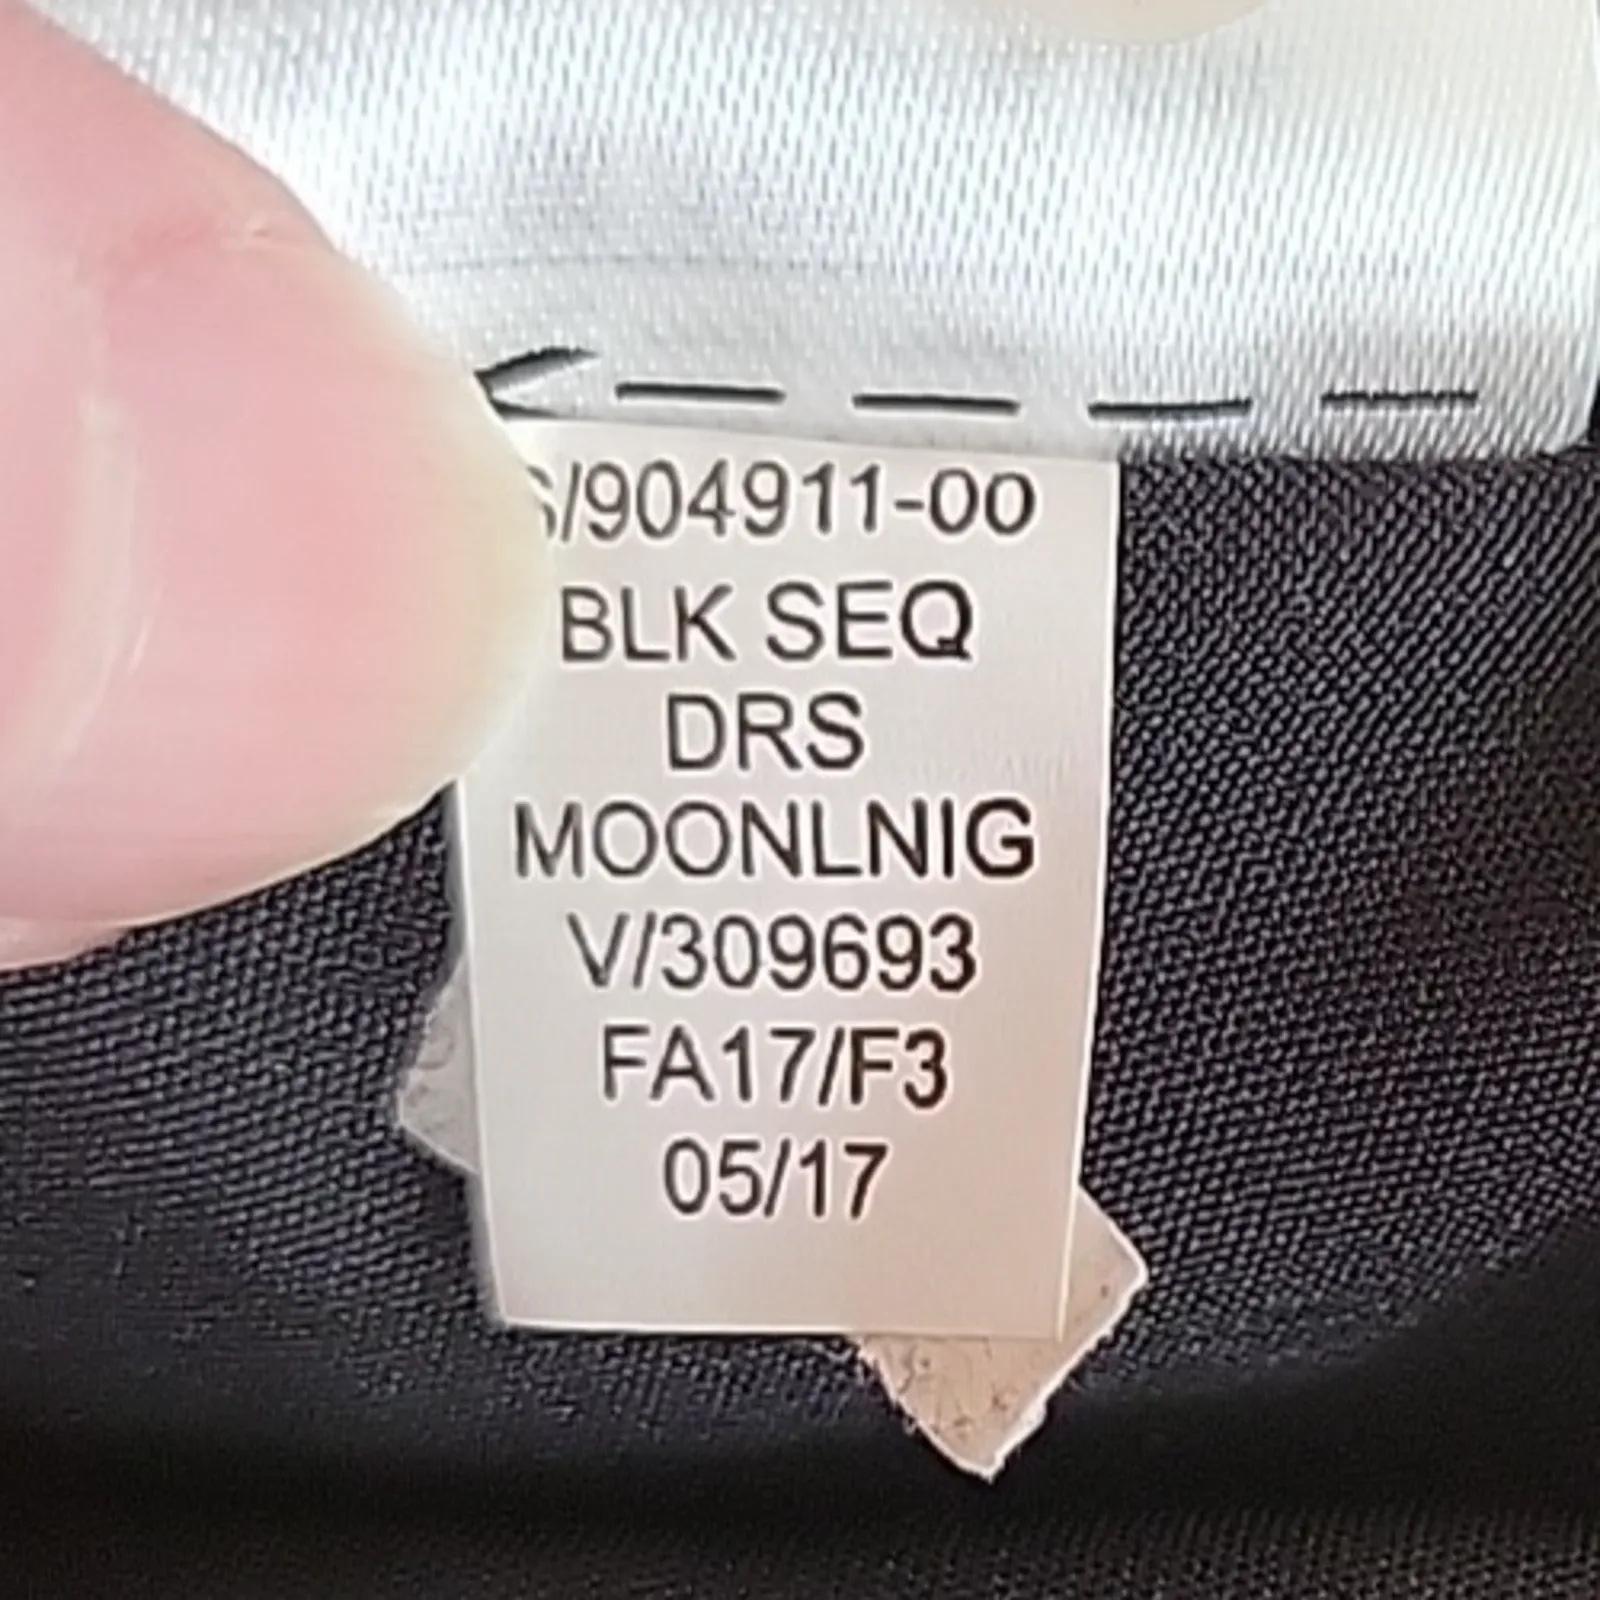 S/904911-00
BLK SEQ
DRS
MOONLNIG
V/309693
FA17/F3
05/17